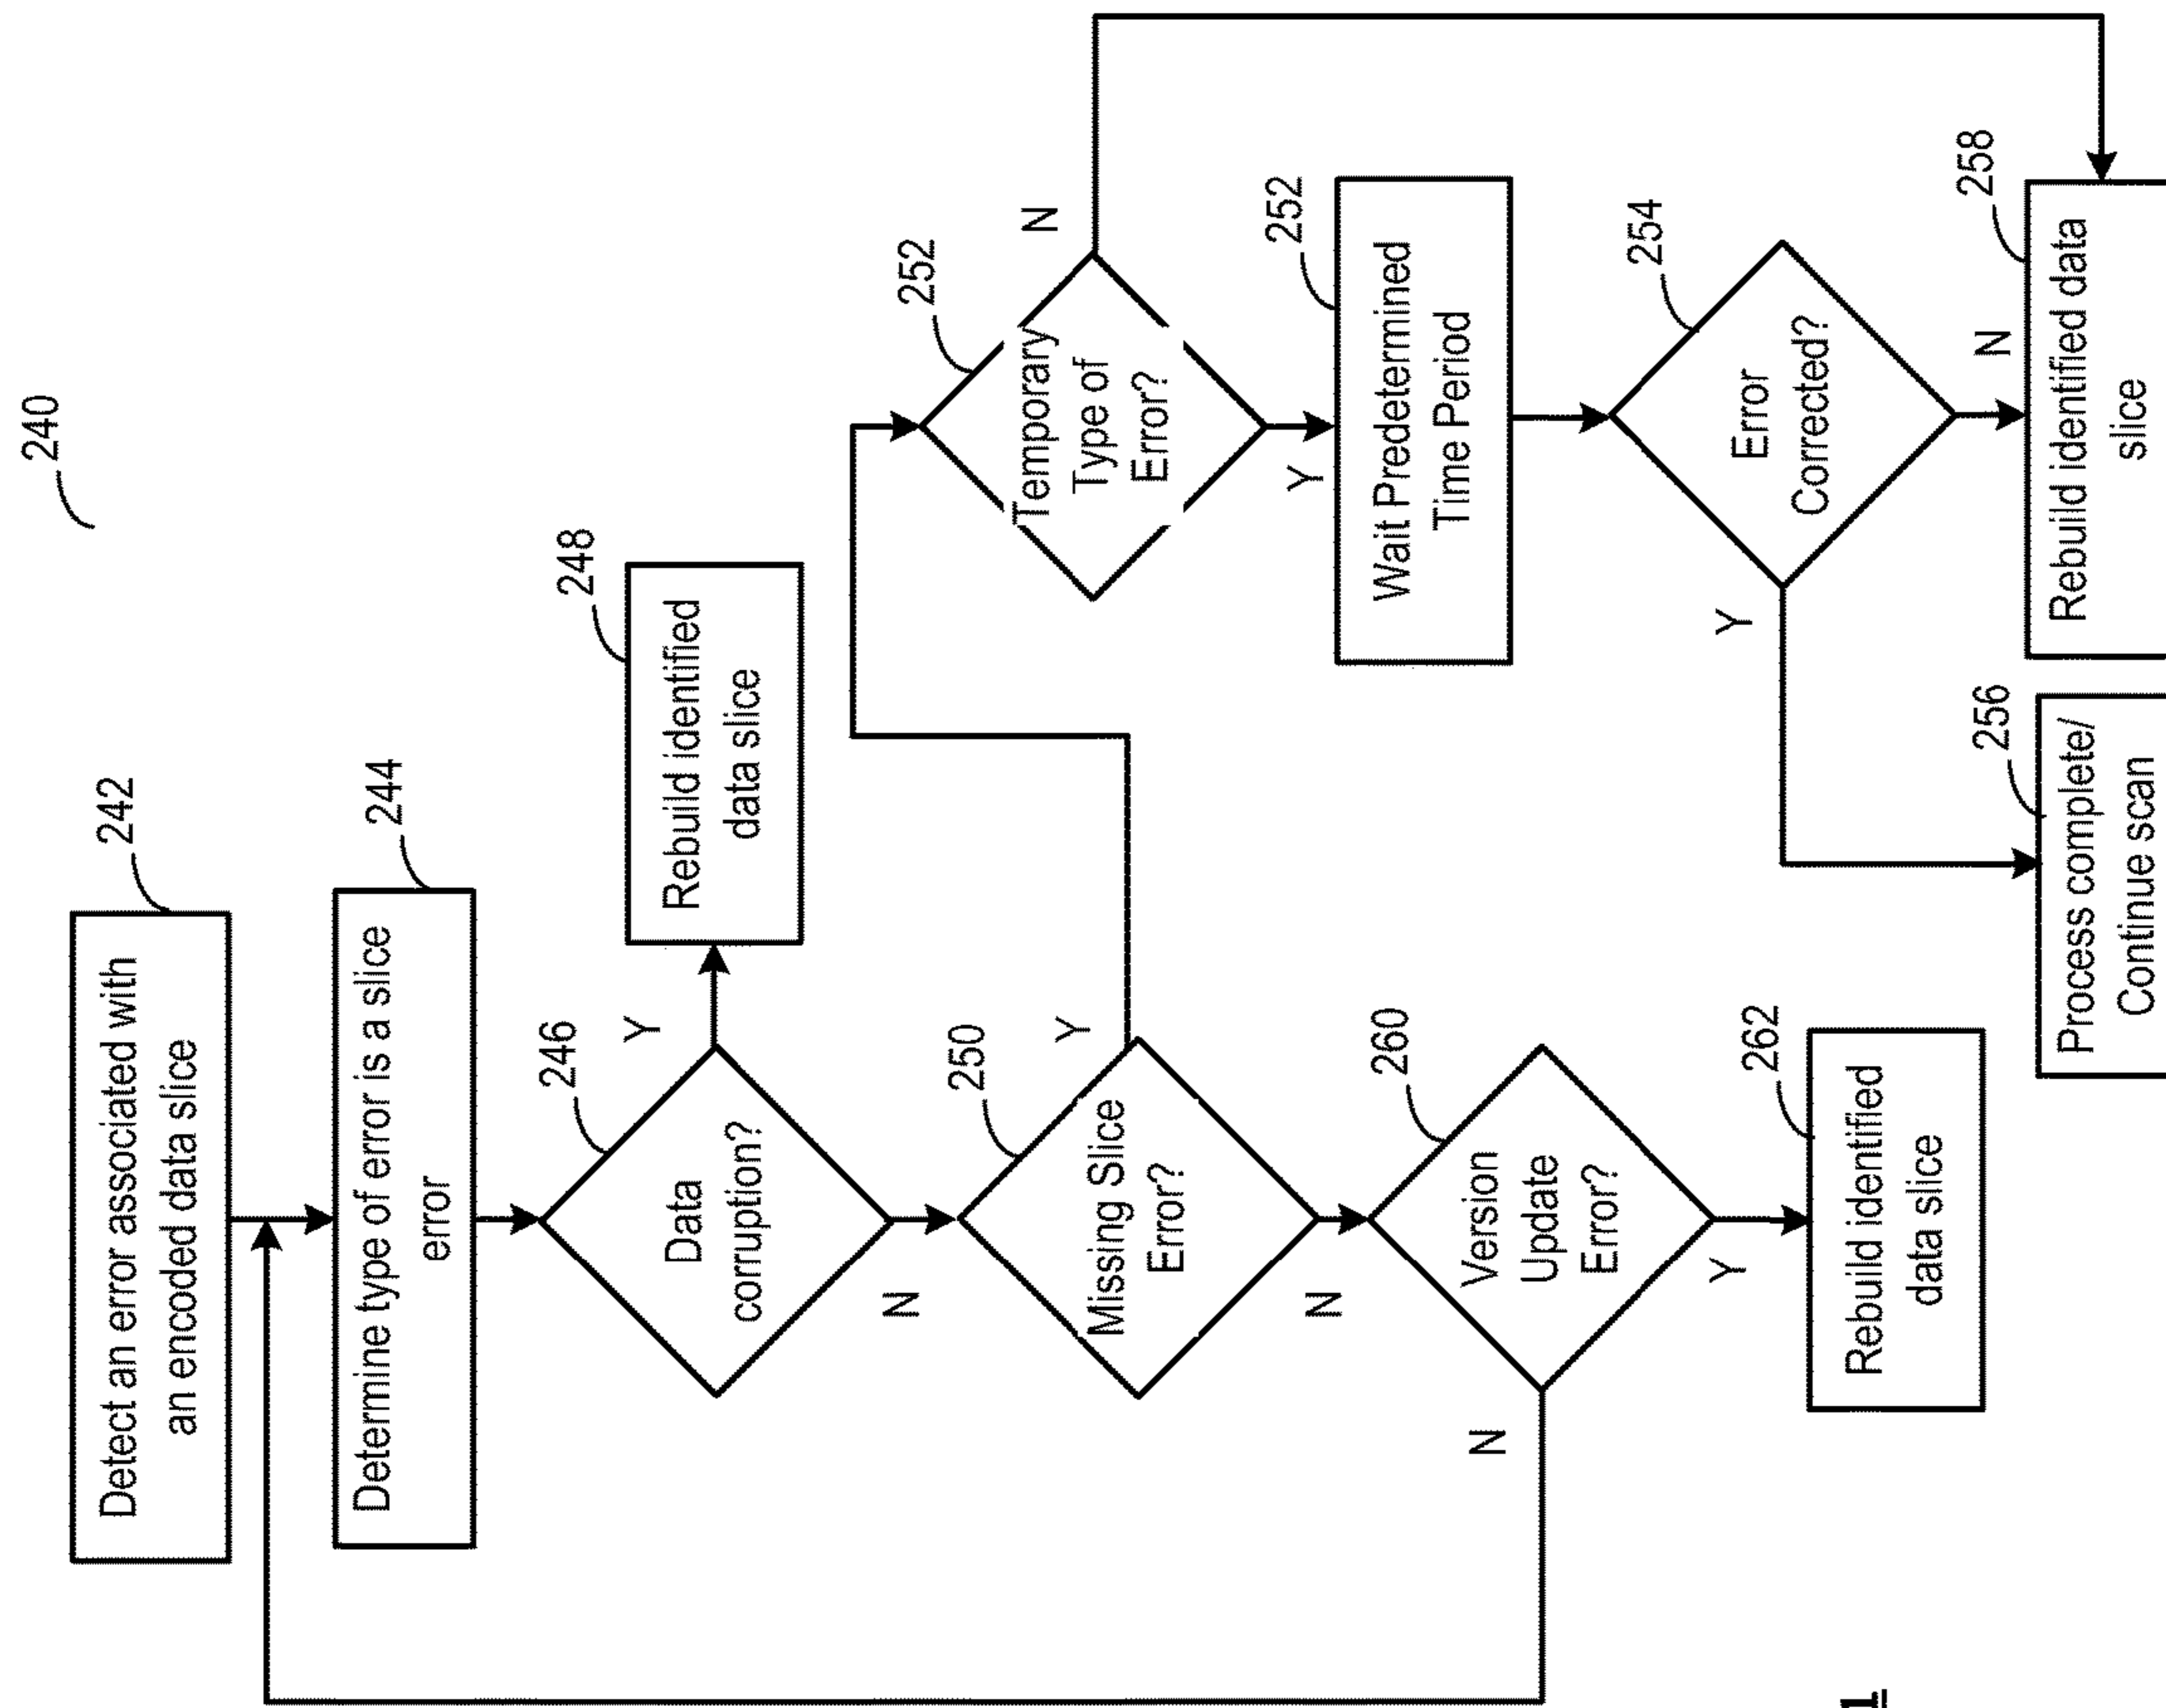 240
242
Detect an error associated with
an encoded data slice
244
Determine type of error is a slice
error
246
Data
corruption?
Y
N
248
Rebuild identified
data slice
250
Missing Slice
Error?
Y
N
252
Temporary
Type of
Error?
N
Y
252
Wait Predetermined
Time Period
254
Error
Corrected?
Y
N
256
Process complete/
Continue scan
258
Rebuild identified data
slice
260
Version
Update
Error?
N
Y
262
Rebuild identified
data slice
1